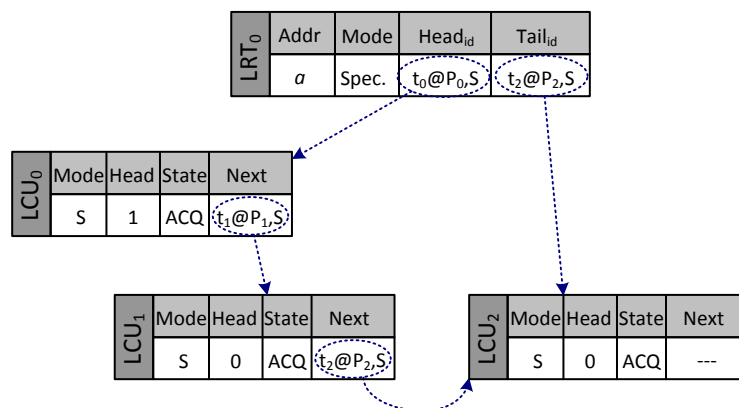 LRT0 Addr Mode Headid Tailid
a Spec. t0@P0,S t2@P2,S
LCU0 Mode Head State Next
S 1 ACQ t1@P1,S
LCU1 Mode Head State Next
S 0 ACQ t2@P2,S
LCU2 Mode Head State Next
S 0 ACQ ---